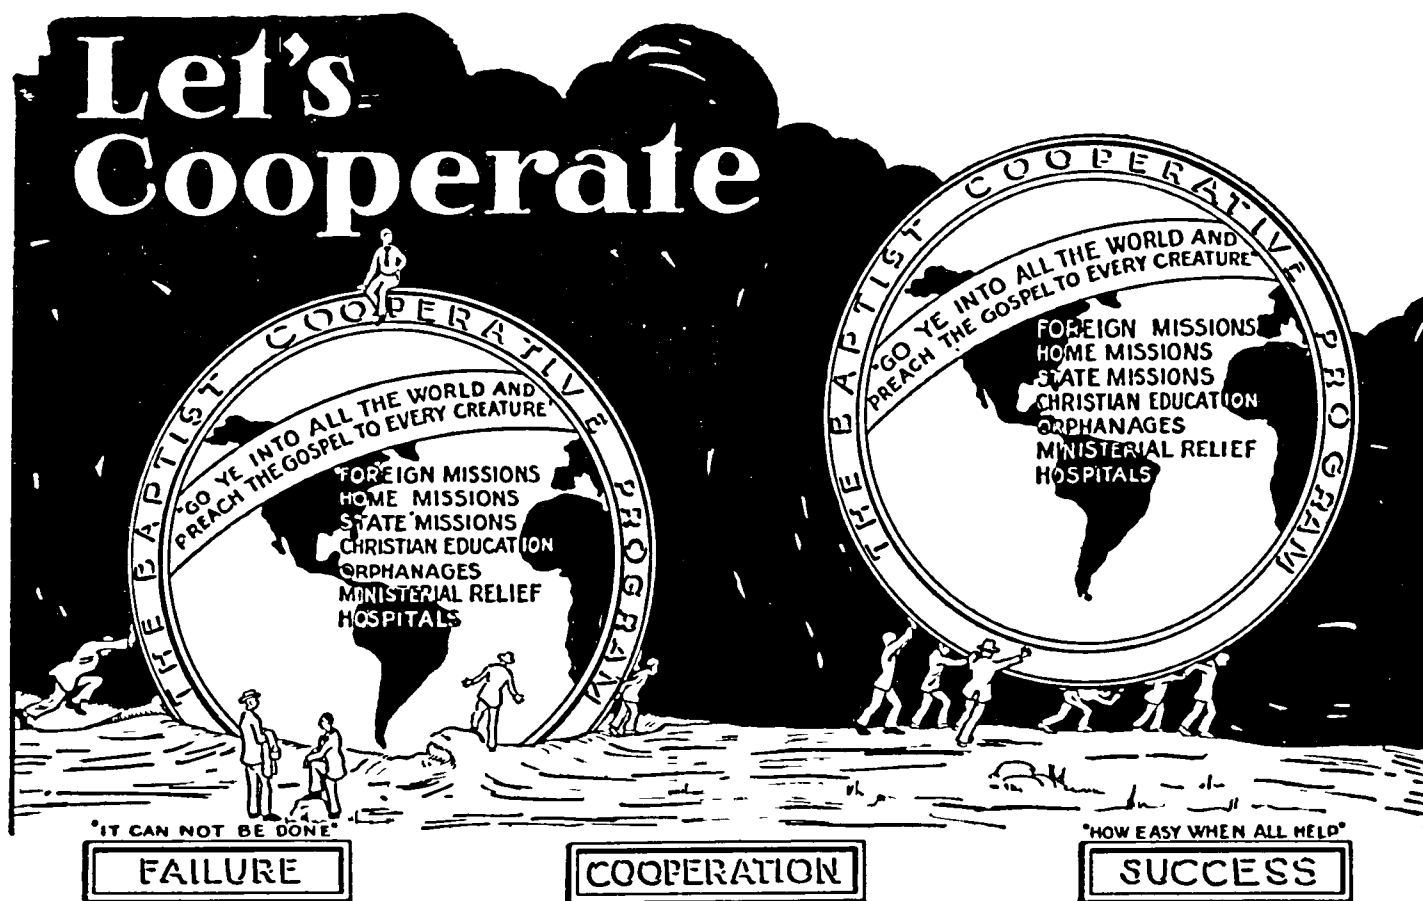 Let's
Cooperate
THE BAPTIST COOPERATIVE PROGRAM
"GO YE INTO ALL THE WORLD AND
PREACH THE GOSPEL TO EVERY CREATURE"
FOREIGN MISSIONS
HOME MISSIONS
STATE MISSIONS
CHRISTIAN EDUCATION
ORPHANAGES
MINISTERIAL RELIEF
HOSPITALS
THE BAPTIST COOPERATIVE PROGRAM
"GO YE INTO ALL THE WORLD AND
PREACH THE GOSPEL TO EVERY CREATURE"
FOREIGN MISSIONS
HOME MISSIONS
STATE MISSIONS
CHRISTIAN EDUCATION
ORPHANAGES
MINISTERIAL RELIEF
HOSPITALS
"IT CAN NOT BE DONE"
FAILURE
COOPERATION
"HOW EASY WHEN ALL HELP"
SUCCESS